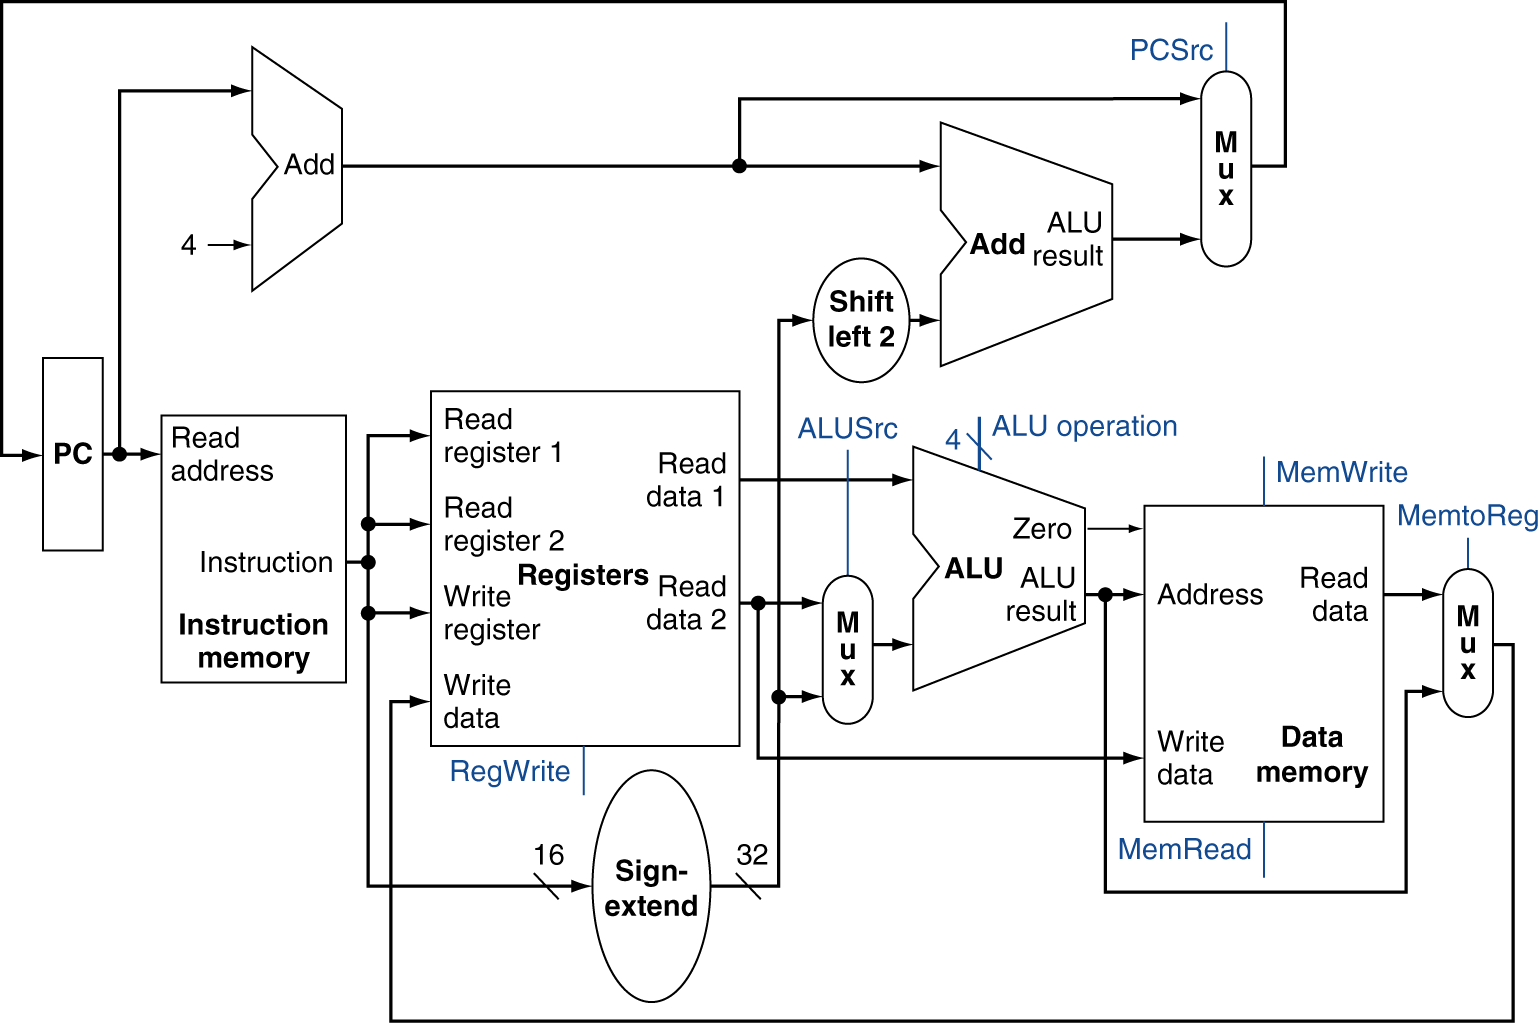 PCSrc
M
u
x
Add
4
ALU
result
Add
Shift
left 2
PC
Read
address
Instruction
Instruction
memory
Read
register 1
Read
register 2
Write
register
Write
data
Registers
Read
data 1
Read
data 2
RegWrite
16
Sign-
extend
32
ALUSrc
M
u
x
4
ALU operation
Zero
ALU
ALU
result
MemWrite
Address
Read
data
Write
data
Data
memory
MemRead
MemtoReg
M
u
x